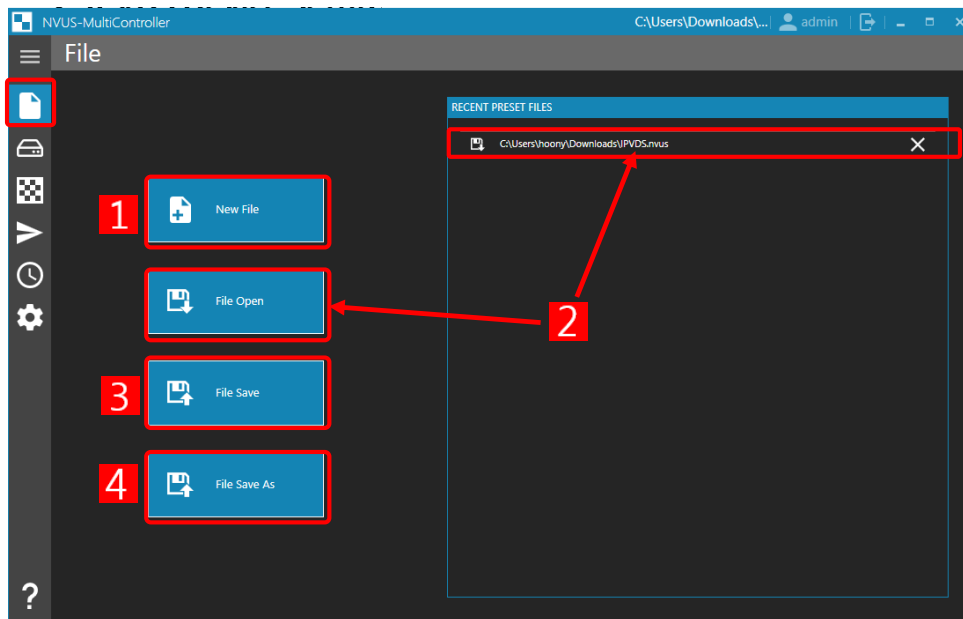 NVUS-MultiController
C:\Users\Downloads\...| admin
File
RECENT PRESET FILES
C:\Users\hoony\Downloads\IPVDS.nvus
1
New File
File Open
2
3
File Save
4
File Save As
?